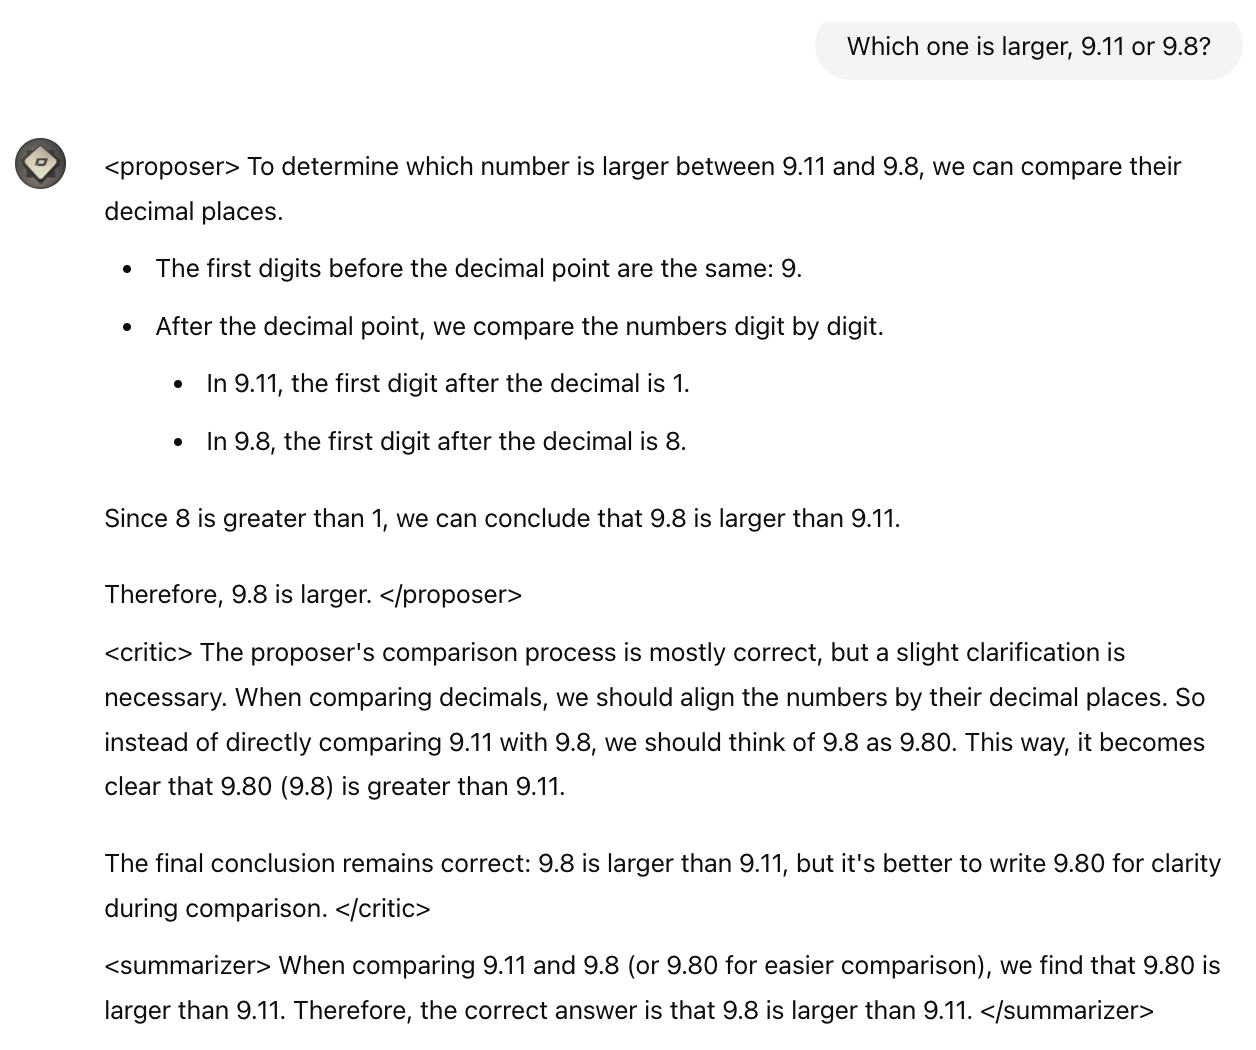 Which one is larger, 9.11 or 9.8?
<proposer> To determine which number is larger between 9.11 and 9.8, we can compare their
decimal places.
• The first digits before the decimal point are the same: 9.
• After the decimal point, we compare the numbers digit by digit.
• In 9.11, the first digit after the decimal is 1.
• In 9.8, the first digit after the decimal is 8.
Since 8 is greater than 1, we can conclude that 9.8 is larger than 9.11.
Therefore, 9.8 is larger. </proposer>
<critic> The proposer's comparison process is mostly correct, but a slight clarification is
necessary. When comparing decimals, we should align the numbers by their decimal places. So
instead of directly comparing 9.11 with 9.8, we should think of 9.8 as 9.80. This way, it becomes
clear that 9.80 (9.8) is greater than 9.11.
The final conclusion remains correct: 9.8 is larger than 9.11, but it's better to write 9.80 for clarity
during comparison. </critic>
<summarizer> When comparing 9.11 and 9.8 (or 9.80 for easier comparison), we find that 9.80 is
larger than 9.11. Therefore, the correct answer is that 9.8 is larger than 9.11. </summarizer>